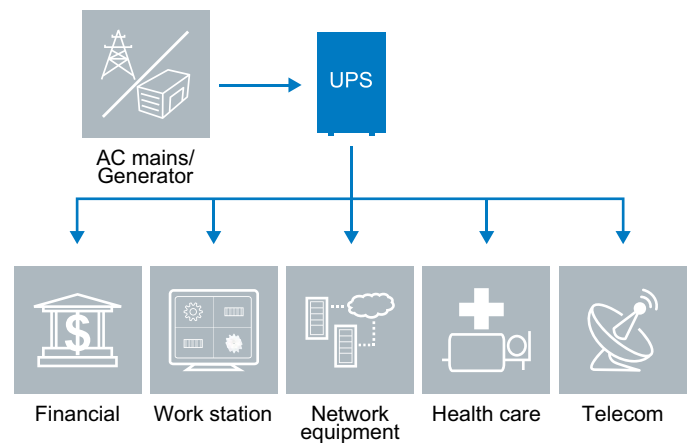 UPS
AC mains/
Generator
$
Financial
Work station
Network
equipment
Health care
Telecom